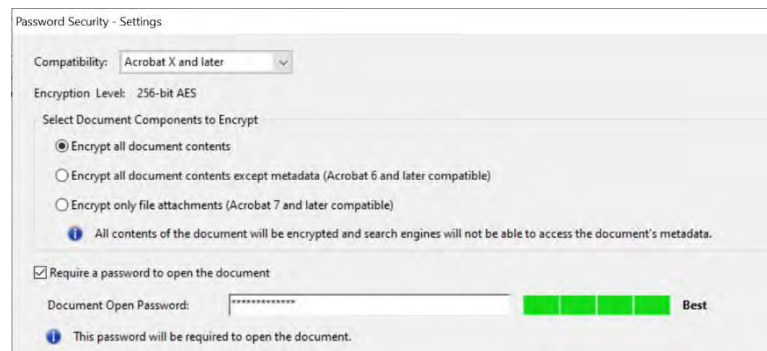 Password Security - Settings
Compatibility: Acrobat X and later
Encryption Level: 256-bit AES
Select Document Components to Encrypt
Encrypt all document contents
Encrypt all document contents except metadata (Acrobat 6 and later compatible)
Encrypt only file attachments (Acrobat 7 and later compatible)
All contents of the document will be encrypted and search engines will not be able to access the document's metadata.
Require a password to open the document
Document Open Password: ************* Best
This password will be required to open the document.